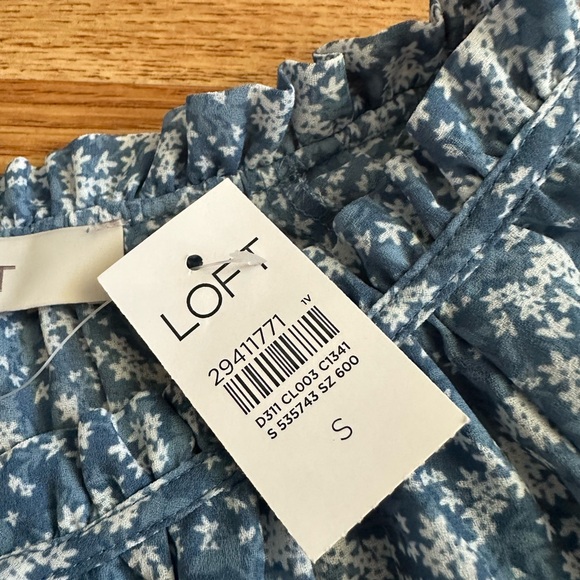 T
LOFT
29411771
1V
D311 CL003 C1341
S 535743 SZ 600
S